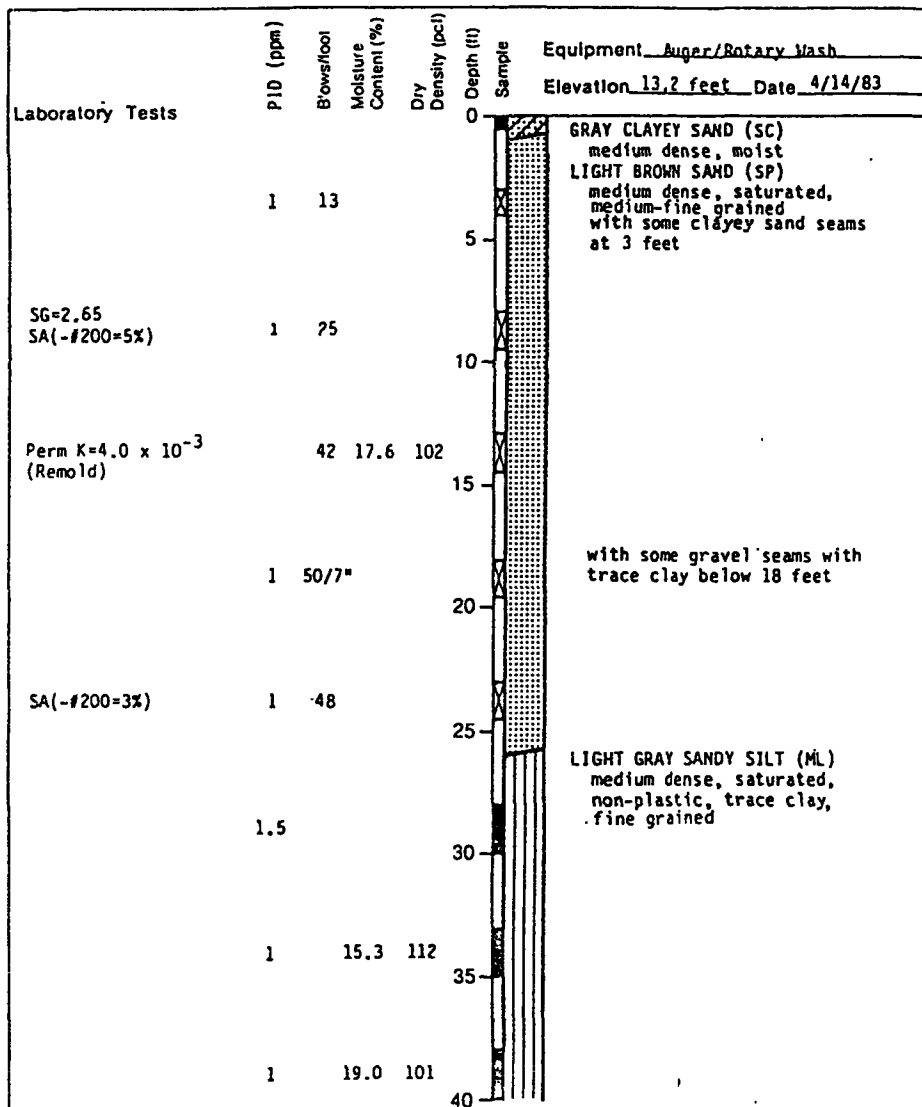 Equipment Auger/Rotary Wash
Elevation 13.2 feet Date 4/14/83
Laboratory Tests
PID (ppm)
Blows/foot
Moisture Content (%)
Dry Density (pcf)
Depth (ft)
Sample
0
GRAY CLAYEY SAND (SC)
medium dense, moist
LIGHT BROWN SAND (SP)
medium dense, saturated,
medium-fine grained
with some clayey sand seams
at 3 feet
1 13
5
SG=2.65
SA(-#200=5%) 1 25
10
Perm K=4.0 x 10⁻³ 42 17.6 102
(Remold)
15
with some gravel seams with
trace clay below 18 feet
1 50/7"
20
SA(-#200=3%) 1 48
25
LIGHT GRAY SANDY SILT (ML)
medium dense, saturated,
non-plastic, trace clay,
fine grained
1.5
30
1 15.3 112
35
1 19.0 101
40